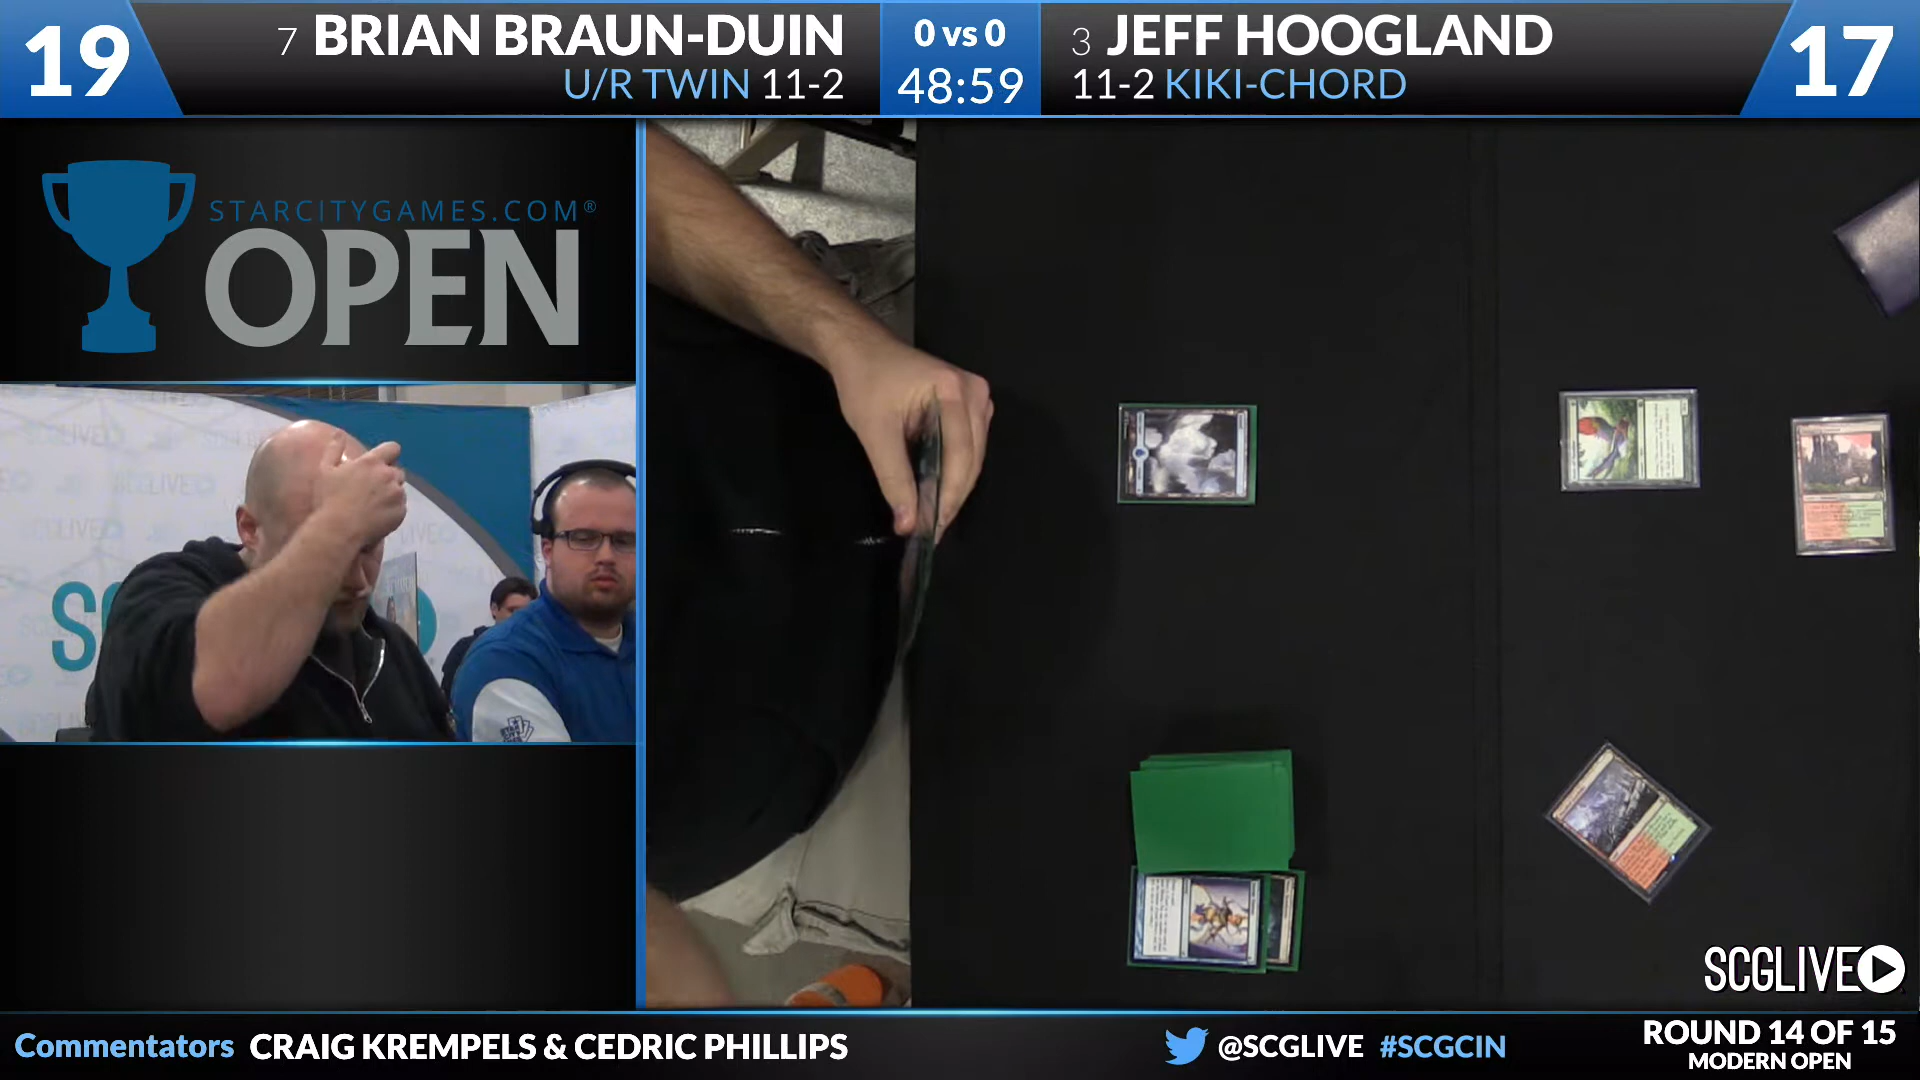 19
7 BRIAN BRAUN-DUIN
U/R TWIN 11-2
0 vs 0
48:59
3 JEFF HOOGLAND
11-2 KIKI-CHORD
17
STARCITYGAMES.COM®
OPEN
SCGLIVE
Commentators CRAIG KREMPELS & CEDRIC PHILLIPS
@SCGLIVE #SCGCIN
ROUND 14 OF 15
MODERN OPEN